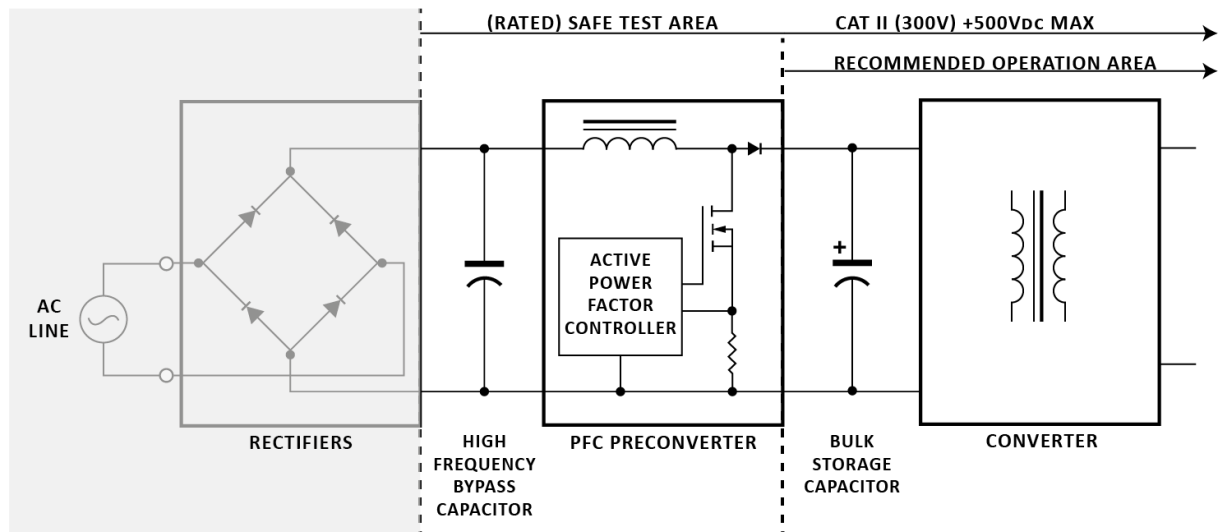 (RATED) SAFE TEST AREA
CAT II (300V) +500VDC MAX
RECOMMENDED OPERATION AREA
AC
LINE
ACTIVE
POWER
FACTOR
CONTROLLER
+
RECTIFIERS
HIGH
FREQUENCY
BYPASS
CAPACITOR
PFC PRECONVERTER
BULK
STORAGE
CAPACITOR
CONVERTER